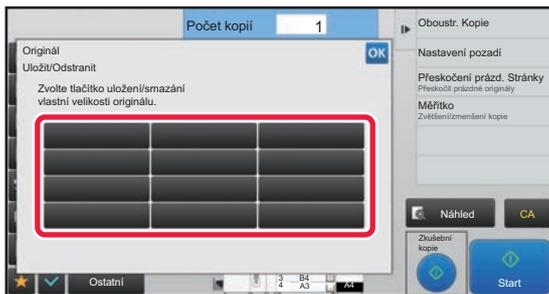 Počet kopií 1
Originál
OK
Uložit/Odstranit
Zvolte tlačítko uložení/smazání
vlastní velikosti originálu.
Oboustr. Kopie
Nastavení pozadí
Přeskočení prázd. Stránky
Přeskočit prázdné originály
Měřítko
Zvětšení/zmenšení kopie
Náhled
CA
Zkušební
kopie
Start
Ostatní
3 B4
4 A3
A4